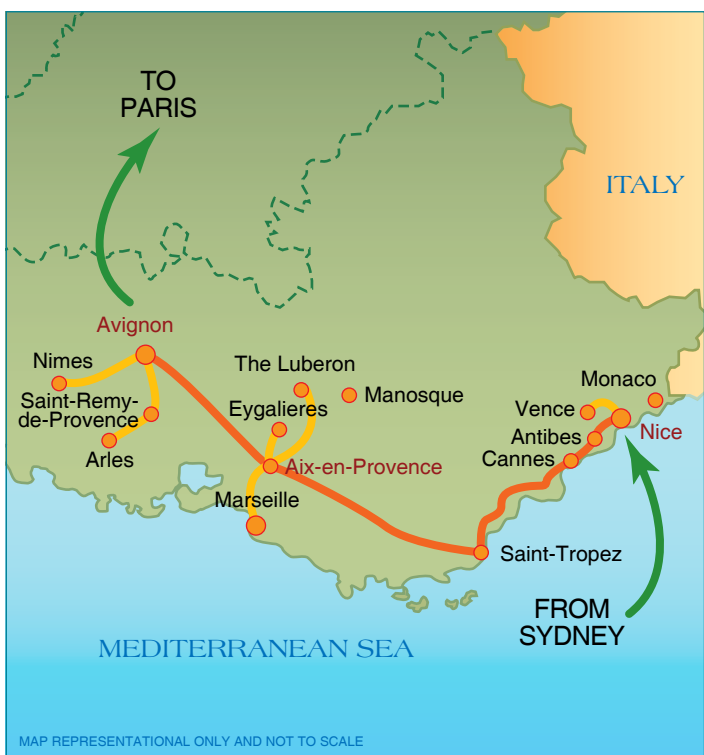 TO
PARIS
ITALY
Avignon
Nimes
The Luberon
Monaco
Saint-Remy-
de-Provence
Eygalieres
Manosque
Vence
Antibes
Nice
Arles
Aix-en-Provence
Cannes
Marseille
Saint-Tropez
FROM
SYDNEY
MEDITERRANEAN SEA
MAP REPRESENTATIONAL ONLY AND NOT TO SCALE